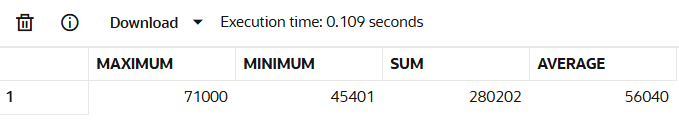 Download Execution time: 0.109 seconds
MAXIMUM MINIMUM SUM AVERAGE
1 71000 45401 280202 56040